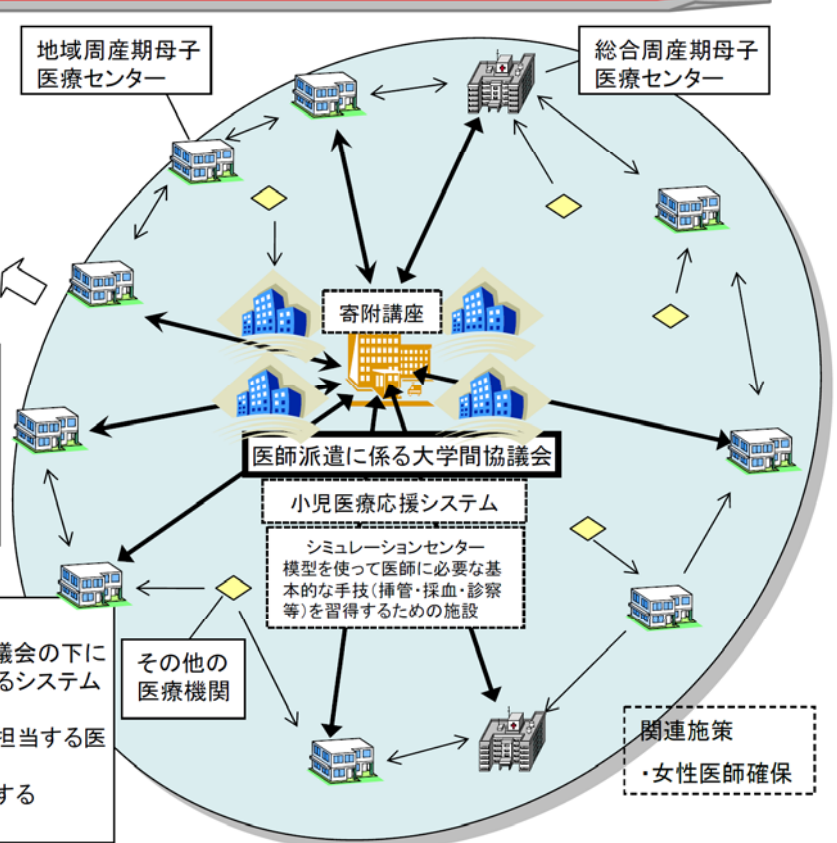 地域周産期母子
医療センター
総合周産期母子
医療センター
寄附講座
医師派遣に係る大学間協議会
小児医療応援システム
シミュレーションセンター
模型を使って医師に必要な基
本的な手技(挿管・採血・診察
等)を習得するための施設
議会の下に
るシステム
担当する医
する
その他の
医療機関
関連施策
・女性医師確保